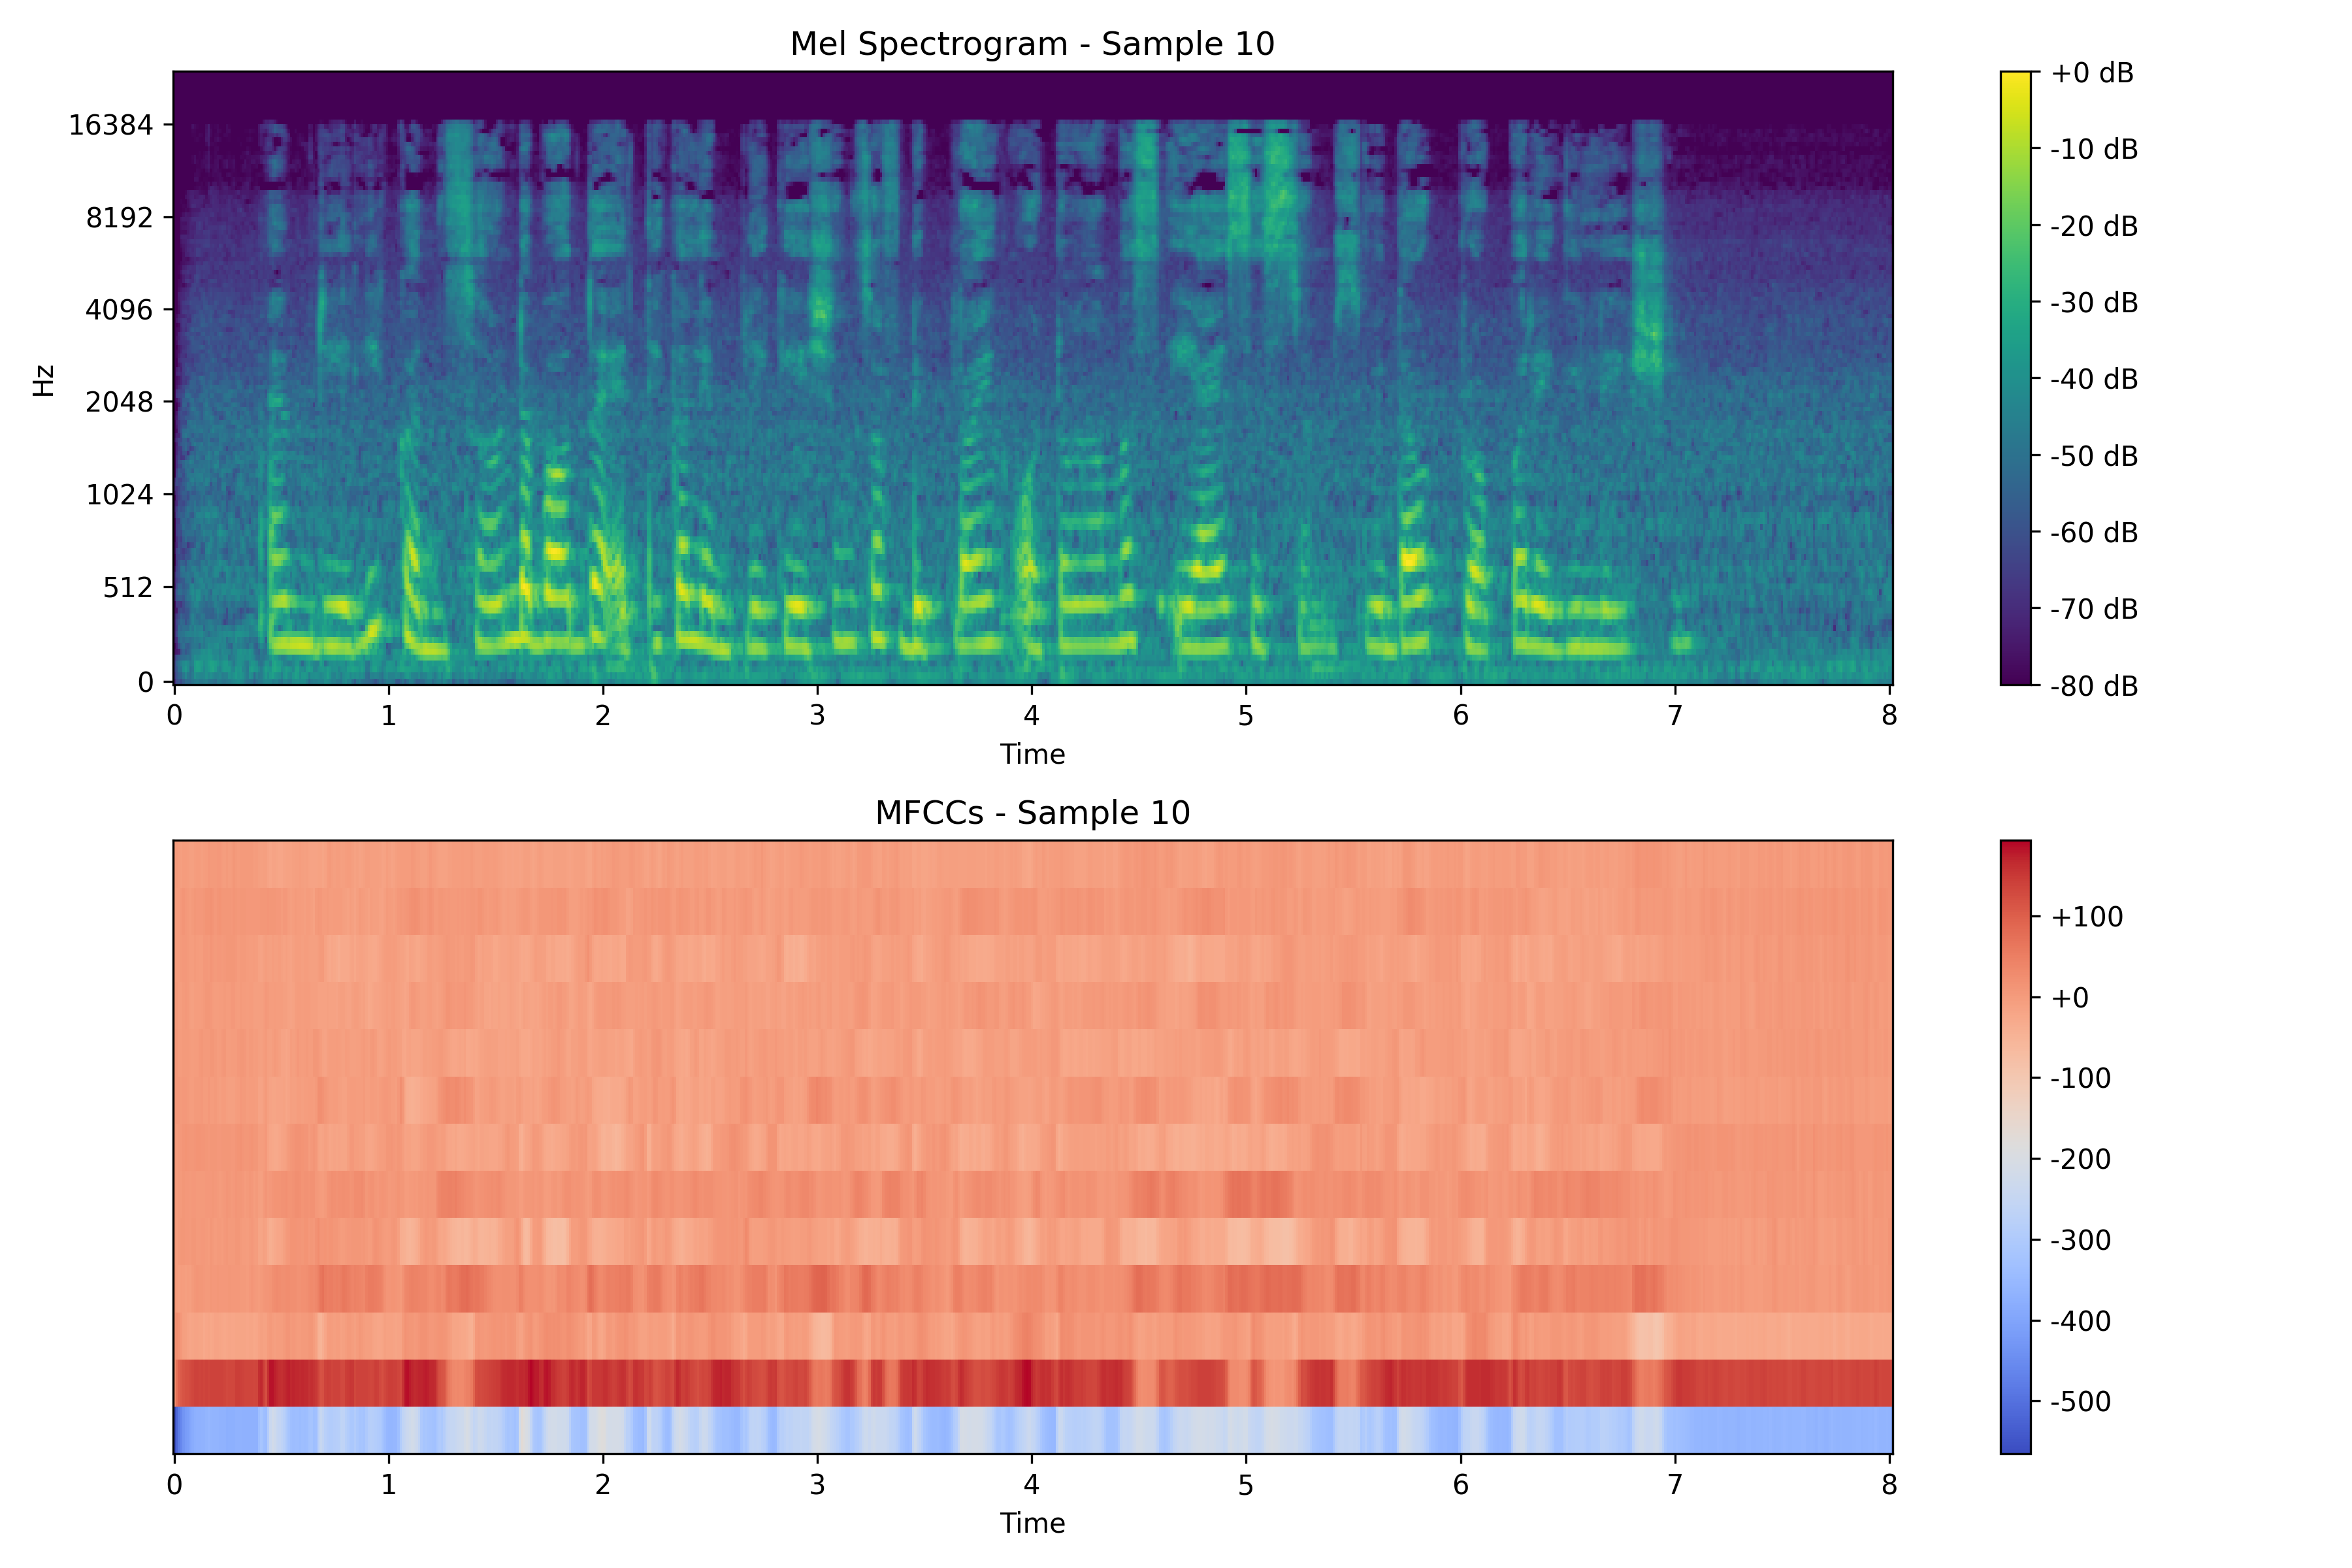 Mel Spectrogram - Sample 10
Hz
16384
8192
4096
2048
1024
512
0
0 1 2 3 4 5 6 7 8
Time
+0 dB
-10 dB
-20 dB
-30 dB
-40 dB
-50 dB
-60 dB
-70 dB
-80 dB
MFCCs - Sample 10
0 1 2 3 4 5 6 7 8
Time
+100
+0
-100
-200
-300
-400
-500